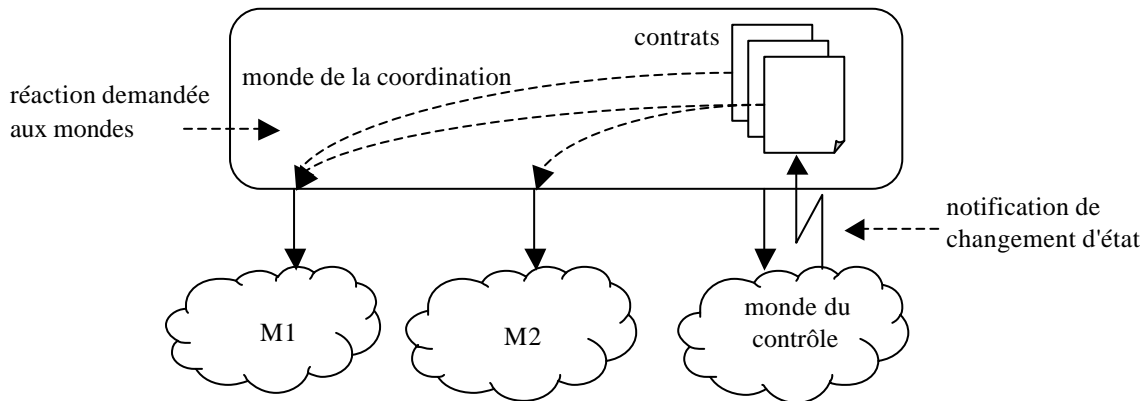 contrats
monde de la coordination
réaction demandée
aux mondes
notification de
changement d'état
M1
M2
monde du
contrôle